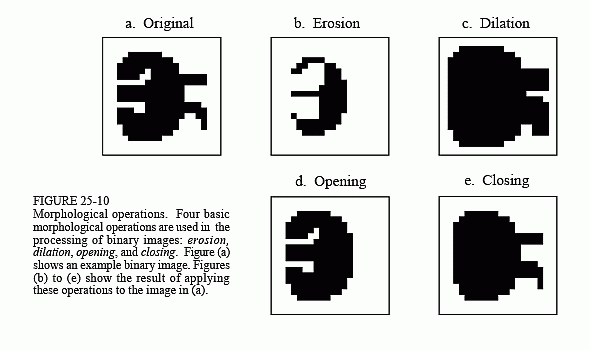 a. Original
b. Erosion
c. Dilation
d. Opening
e. Closing
FIGURE 25-10
Morphological operations. Four basic
morphological operations are used in the
processing of binary images: erosion,
dilation, opening, and closing. Figure (a)
shows an example binary image. Figures
(b) to (e) show the result of applying
these operations to the image in (a).